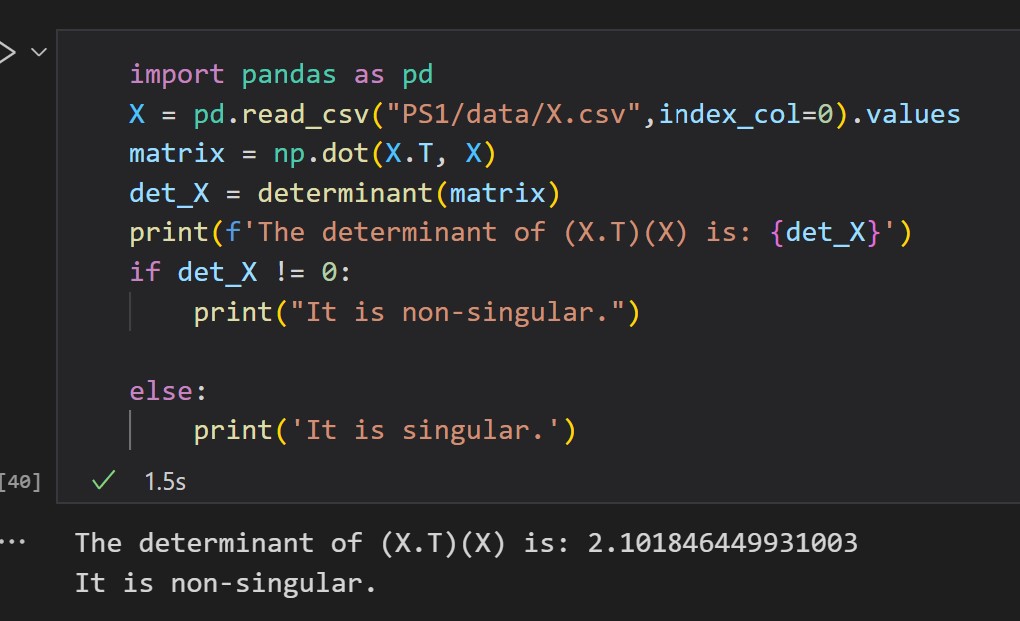 import pandas as pd
X = pd.read_csv("PS1/data/X.csv",index_col=0).values
matrix = np.dot(X.T, X)
det_X = determinant(matrix)
print(f'The determinant of (X.T)(X) is: {det_X}')
if det_X != 0:
    print("It is non-singular.")
else:
    print('It is singular.')
[40]
1.5s
The determinant of (X.T)(X) is: 2.101846449931003
It is non-singular.